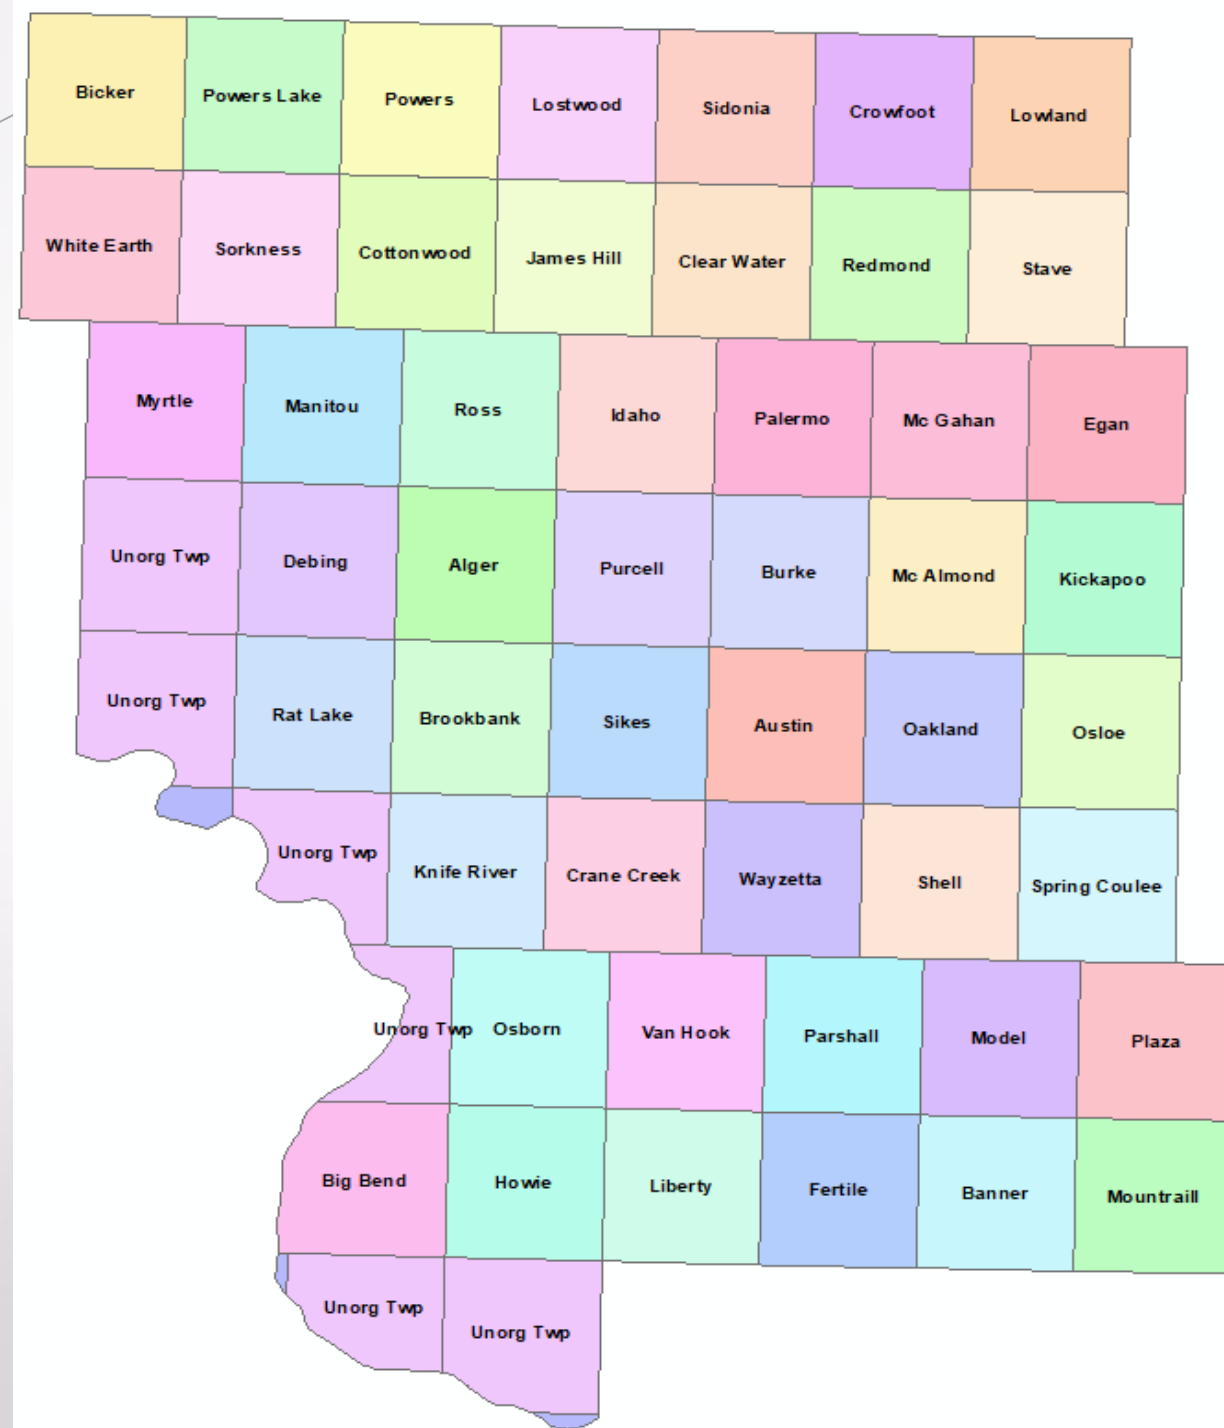 Bicker
Powers Lake
Powers
Lostwood
Sidonia
Crowfoot
Lowland
White Earth
Sorkness
Cottonwood
James Hill
Clear Water
Redmond
Stave
Myrtle
Manitou
Ross
Idaho
Palermo
Mc Gahan
Egan
Unorg Twp
Debing
Alger
Purcell
Burke
Mc Almond
Kickapoo
Unorg Twp
Rat Lake
Brookbank
Sikes
Austin
Oakland
Osloe
Unorg Twp
Knife River
Crane Creek
Wayzetta
Shell
Spring Coulee
Unorg Twp
Osborn
Van Hook
Parshall
Model
Plaza
Big Bend
Howie
Liberty
Fertile
Banner
Mountraill
Unorg Twp
Unorg Twp